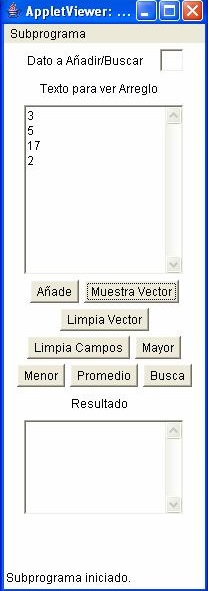 AppletViewer: ...
Subprograma
Dato a Añadir/Buscar
Texto para ver Arreglo
3
5
17
2
Añade Muestra Vector
Limpia Vector
Limpia Campos Mayor
Menor Promedio Busca
Resultado
Subprograma iniciado.